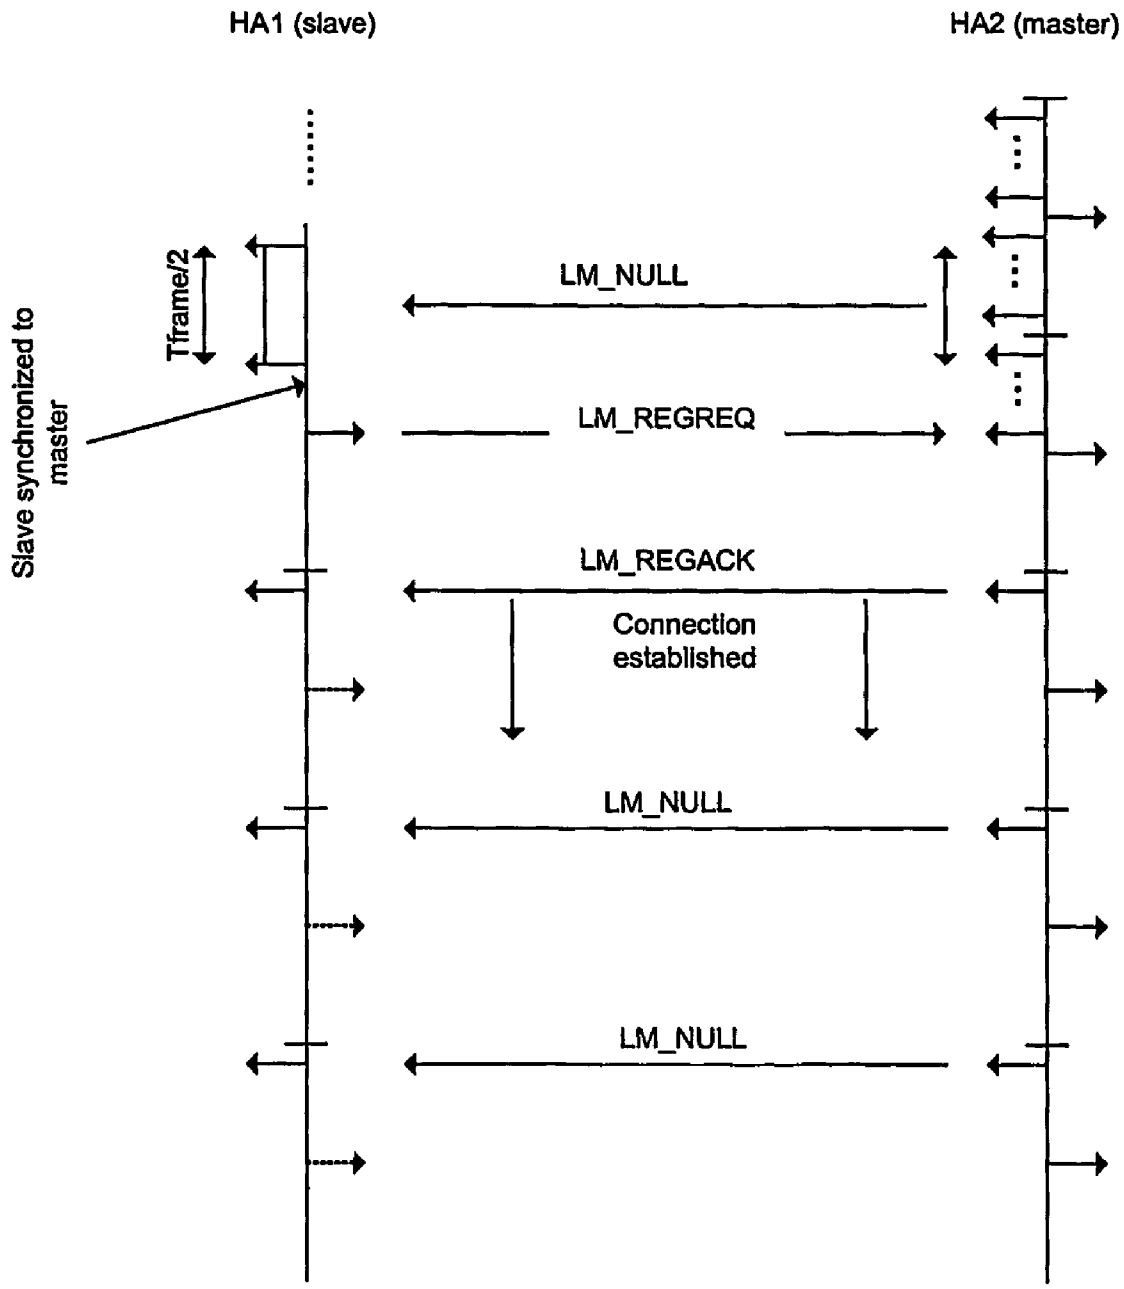 HA1 (slave)
HA2 (master)
Tframe/2
LM_NULL
Slave synchronized to
master
LM_REGREQ
LM_REGACK
Connection
established
LM_NULL
LM_NULL